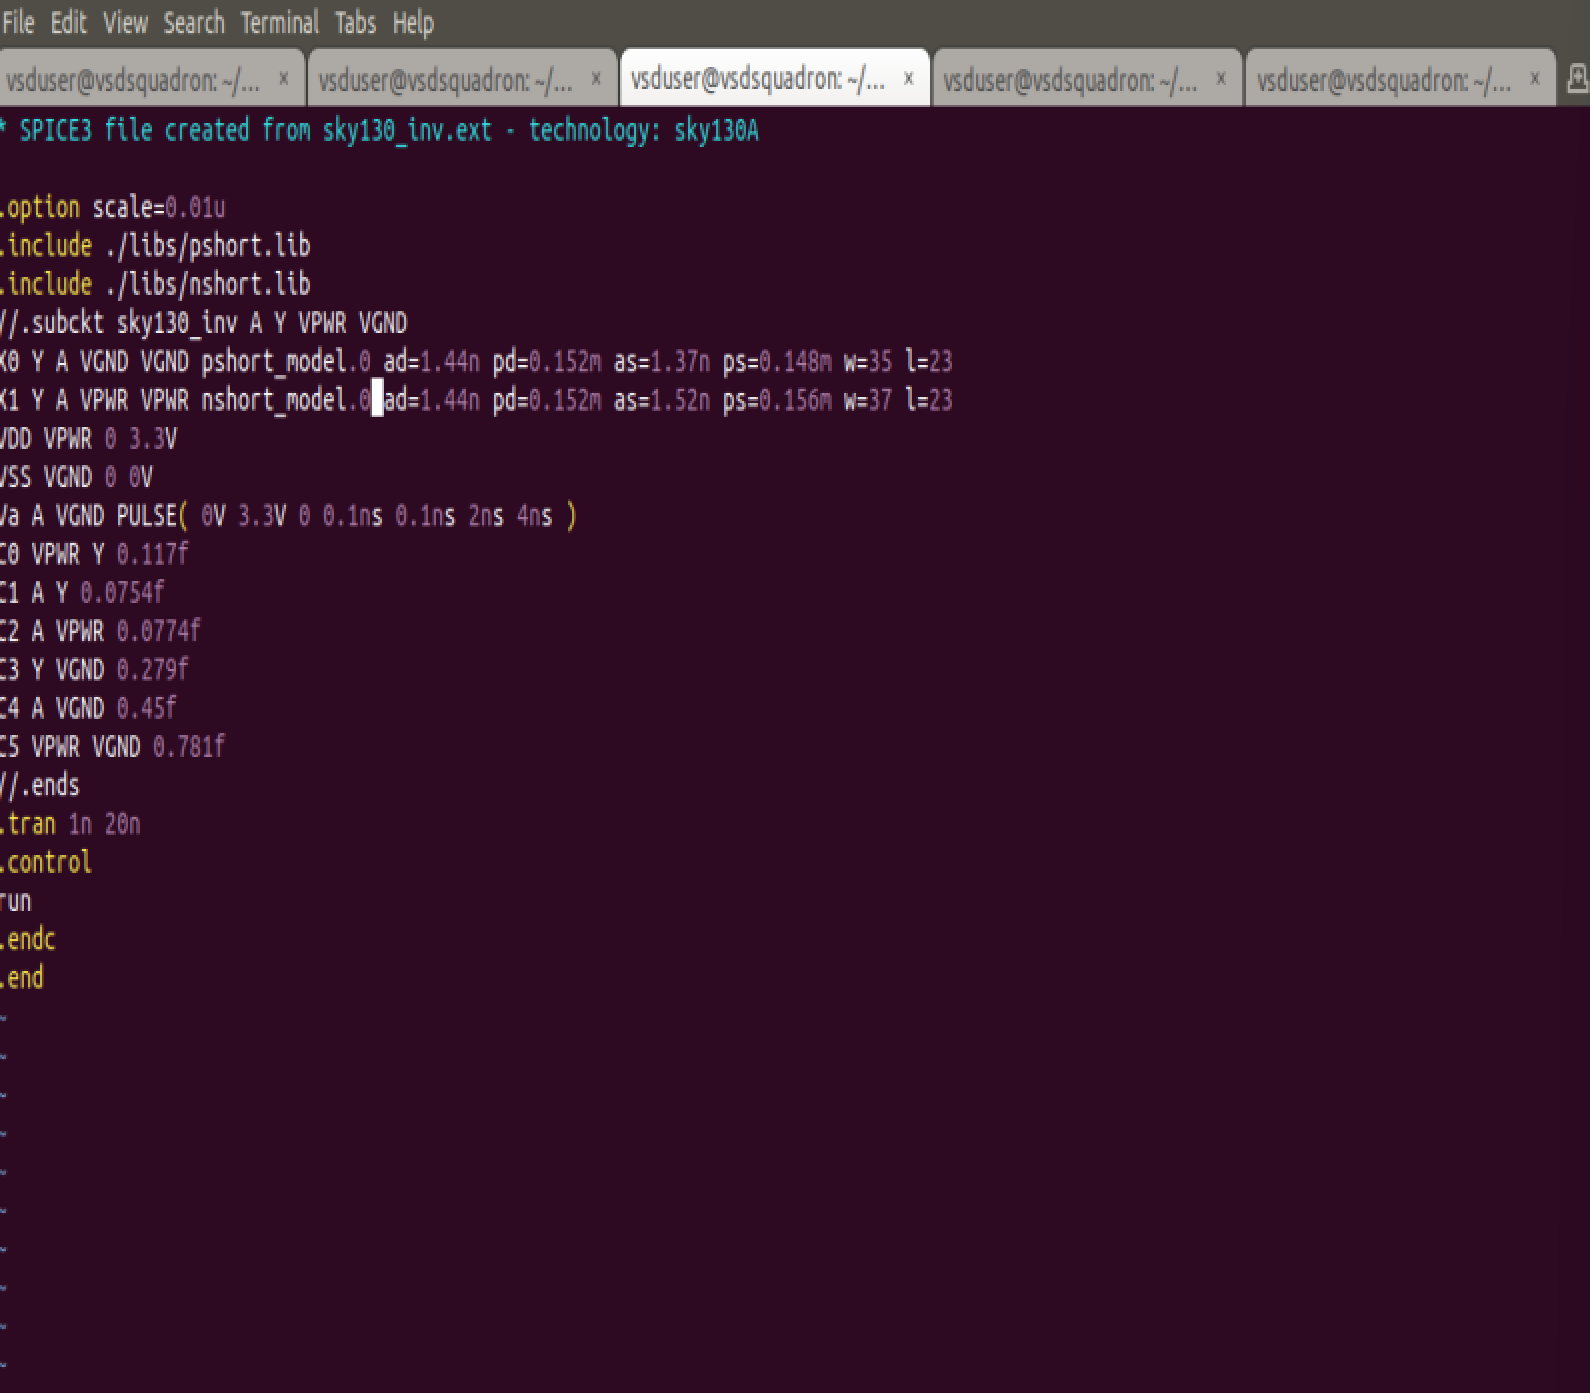 File Edit View Search Terminal Tabs Help
vsduser@vsdsquadron: ~/... × vsduser@vsdsquadron: ~/... × vsduser@vsdsquadron: ~/... × vsduser@vsdsquadron: ~/... × vsduser@vsdsquadron: ~/... ×
* SPICE3 file created from sky130_inv.ext - technology: sky130A
.option scale=0.01u
.include ./libs/pshort.lib
.include ./libs/nshort.lib
//.subckt sky130_inv A Y VPWR VGND
X0 Y A VGND VGND pshort_model.0 ad=1.44n pd=0.152m as=1.37n ps=0.148m w=35 l=23
X1 Y A VPWR VPWR nshort_model.0 ad=1.44n pd=0.152m as=1.52n ps=0.156m w=37 l=23
VDD VPWR 0 3.3V
VSS VGND 0 0V
Va A VGND PULSE( 0V 3.3V 0 0.1ns 0.1ns 2ns 4ns )
C0 VPWR Y 0.117f
C1 A Y 0.0754f
C2 A VPWR 0.0774f
C3 Y VGND 0.279f
C4 A VGND 0.45f
C5 VPWR VGND 0.781f
//.ends
.tran 1n 20n
.control
run
.endc
.end
~
~
~
~
~
~
~
~
~
~